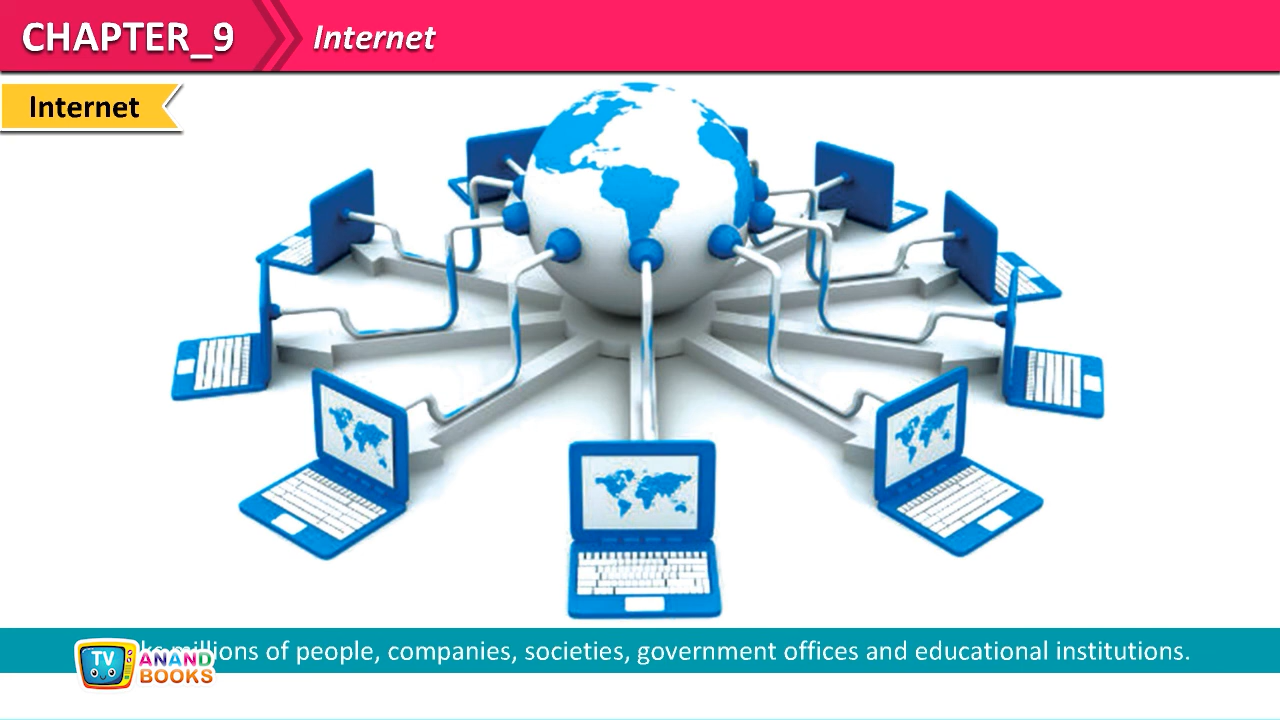 CHAPTER_9
Internet
Internet
millions of people, companies, societies, government offices and educational institutions.
TV
ANAND
BOOKS